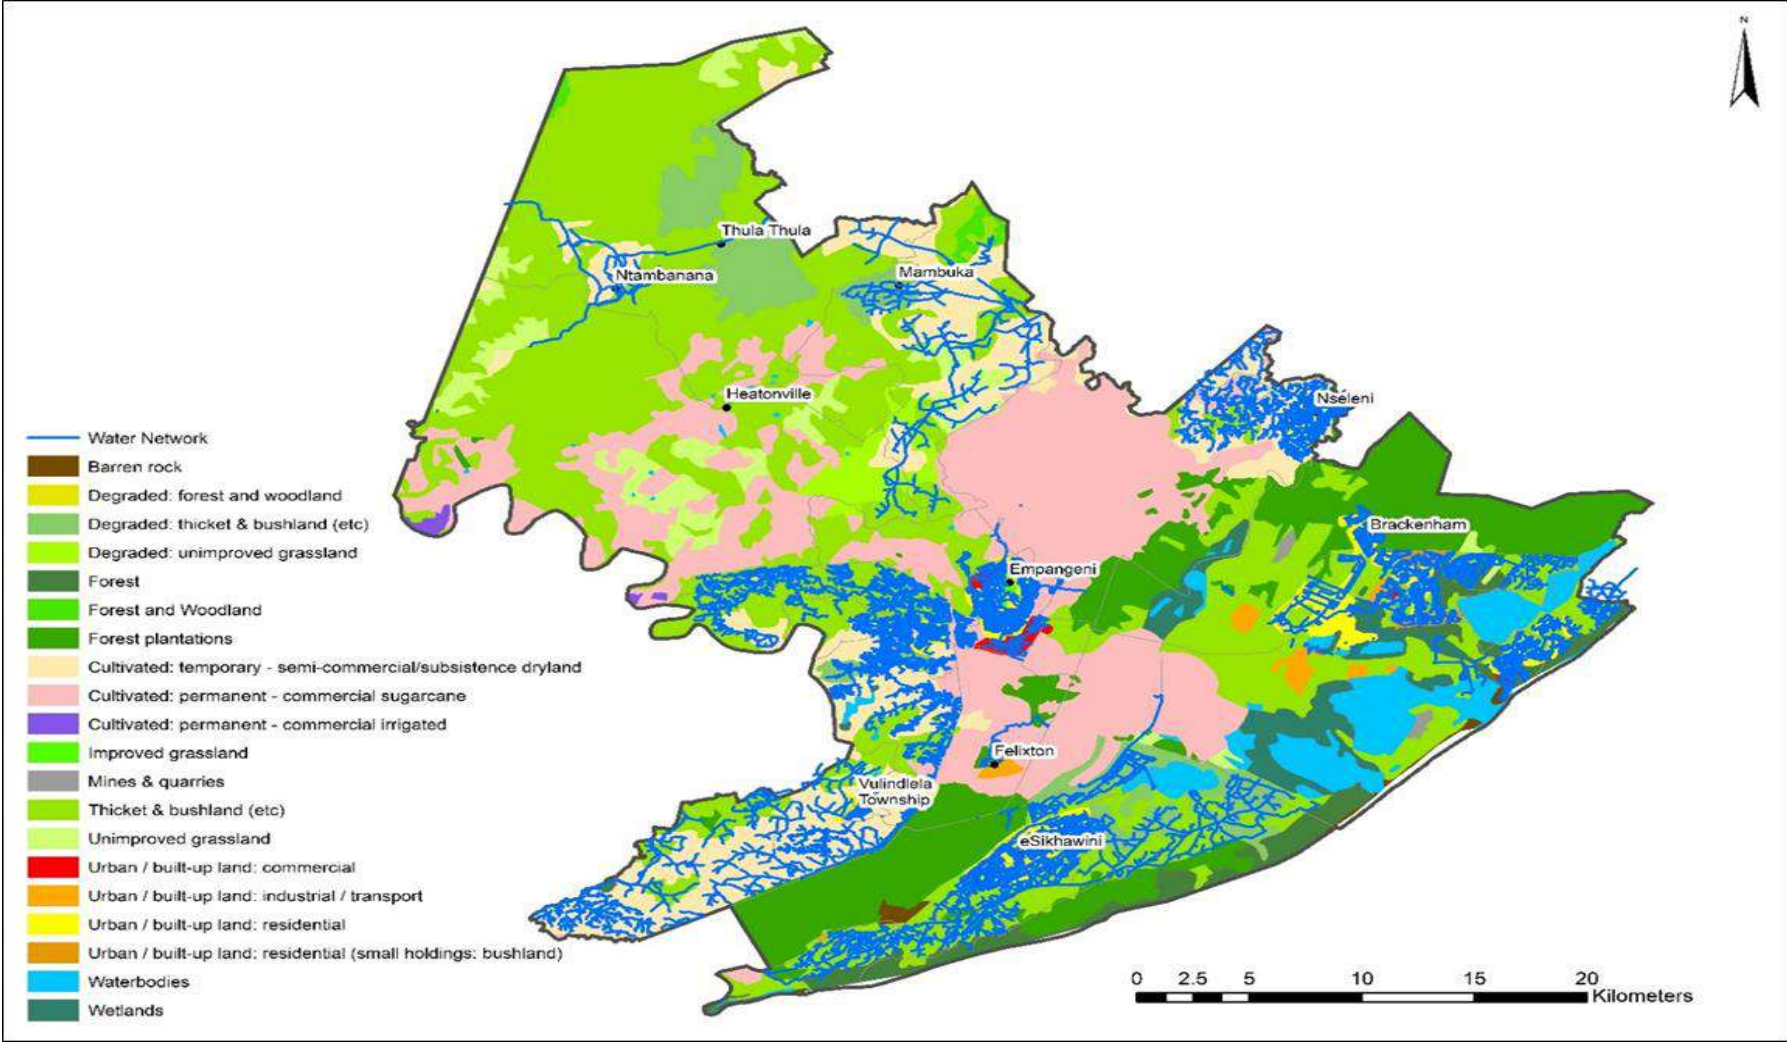 N
Thula Thula
Ntambanana
Mambuka
Heatonville
Nseleni
Brackenham
Empangeni
Felixton
Vulindlela
Township
eSikhawini
Water Network
Barren rock
Degraded: forest and woodland
Degraded: thicket & bushland (etc)
Degraded: unimproved grassland
Forest
Forest and Woodland
Forest plantations
Cultivated: temporary - semi-commercial/subsistence dryland
Cultivated: permanent - commercial sugarcane
Cultivated: permanent - commercial irrigated
Improved grassland
Mines & quarries
Thicket & bushland (etc)
Unimproved grassland
Urban / built-up land: commercial
Urban / built-up land: industrial / transport
Urban / built-up land: residential
Urban / built-up land: residential (small holdings: bushland)
Waterbodies
Wetlands
0 2.5 5 10 15 20
Kilometers